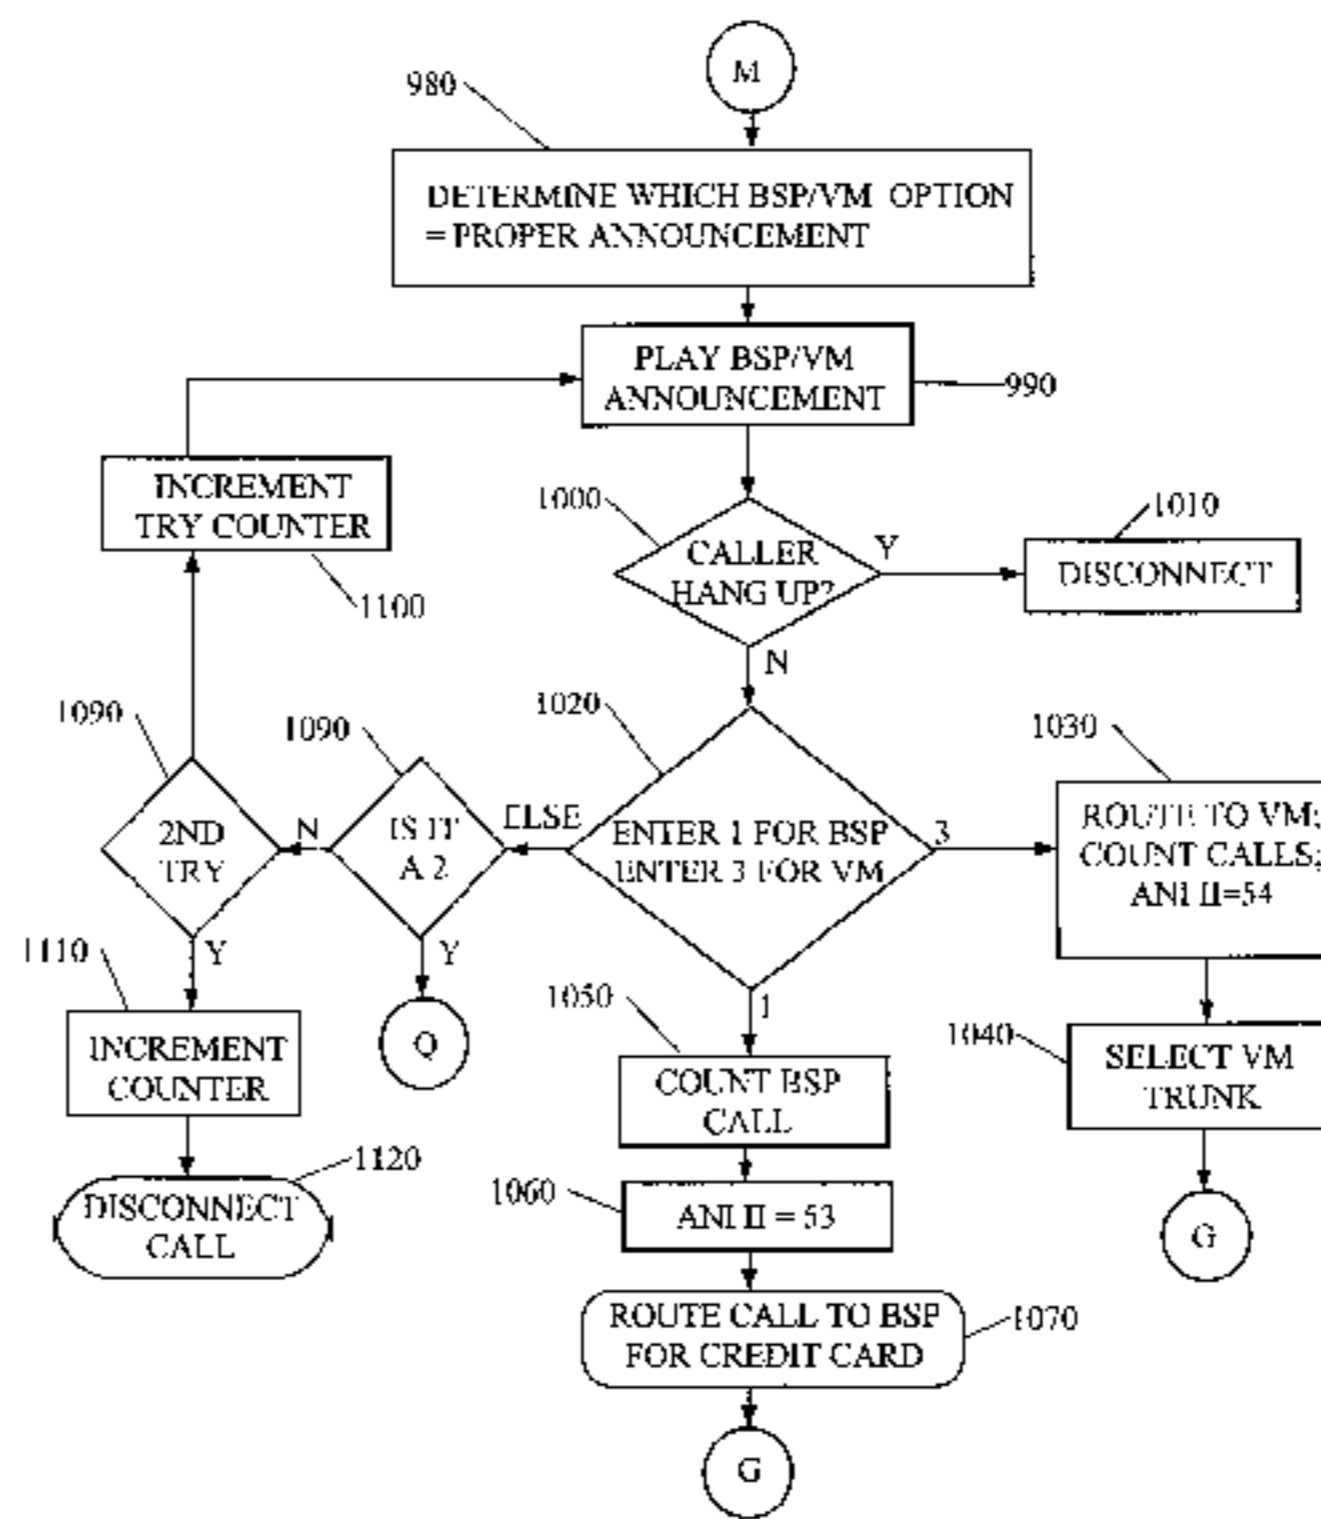 M
980
DETERMINE WHICH BSP/VM OPTION
= PROPER ANNOUNCEMENT
PLAY BSP/VM
ANNOUNCEMENT
990
INCREMENT
TRY COUNTER
1100
1000
CALLER
HANG UP?
Y
1010
DISCONNECT
N
1090
2ND
TRY
N
1090
IS IT
A 2
ELSE
1020
ENTER 1 FOR BSP
ENTER 3 FOR VM
3
1030
ROUTE TO VM;
COUNT CALLS;
ANI II=54
1110
Y
INCREMENT
COUNTER
Y
Q
1
1050
COUNT BSP
CALL
1040
SELECT VM
TRUNK
1120
DISCONNECT
CALL
1060
ANI II = 53
G
ROUTE CALL TO BSP
FOR CREDIT CARD
1070
G